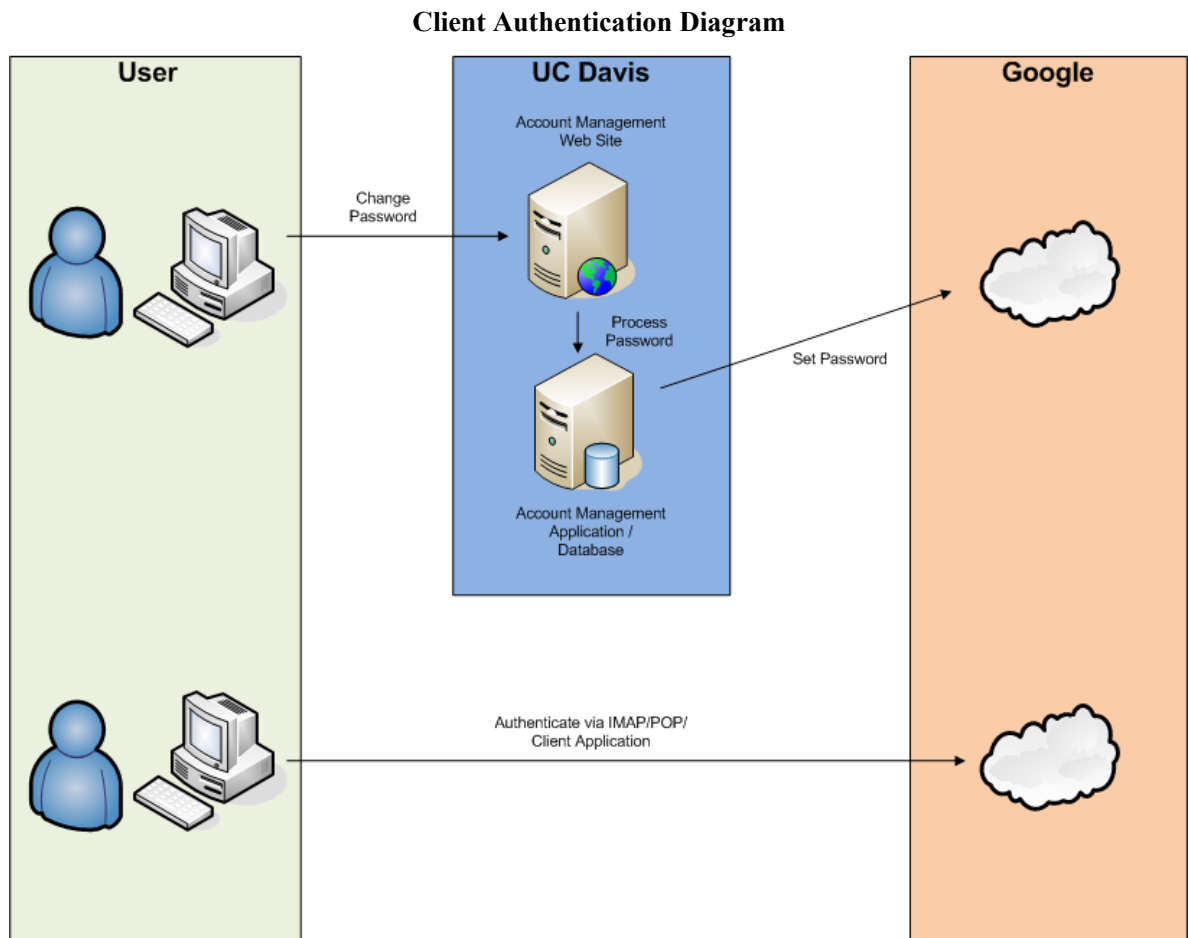 Client Authentication Diagram
User
UC Davis
Google
Account Management
Web Site
Change
Password
Process
Password
Set Password
Account Management
Application /
Database
Authenticate via IMAP/POP/
Client Application